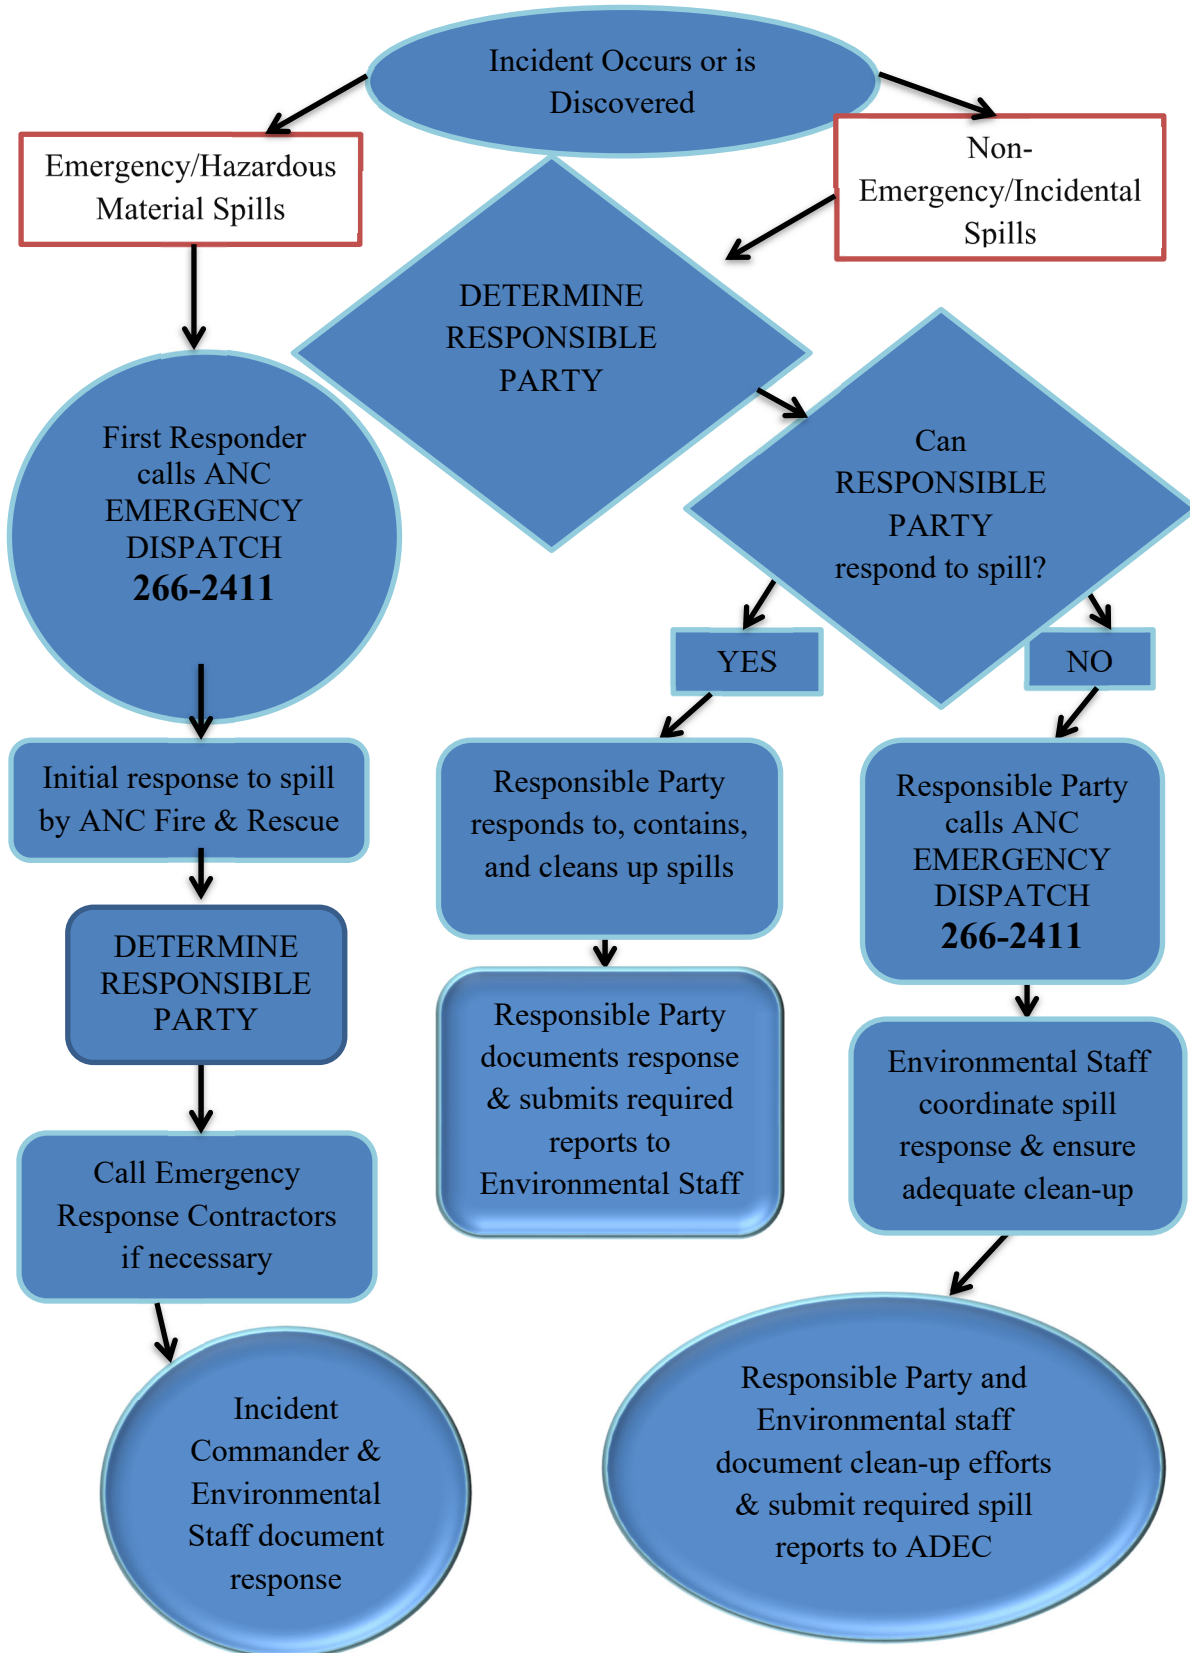 Incident Occurs or is
Discovered
Emergency/Hazardous
Material Spills
Non-
Emergency/Incidental
Spills
DETERMINE
RESPONSIBLE
PARTY
First Responder
calls ANC
EMERGENCY
DISPATCH
266-2411
Can
RESPONSIBLE
PARTY
respond to spill?
YES
NO
Initial response to spill
by ANC Fire & Rescue
Responsible Party
responds to, contains,
and cleans up spills
Responsible Party
calls ANC
EMERGENCY
DISPATCH
266-2411
DETERMINE
RESPONSIBLE
PARTY
Responsible Party
documents response
& submits required
reports to
Environmental Staff
Environmental Staff
coordinate spill
response & ensure
adequate clean-up
Call Emergency
Response Contractors
if necessary
Incident
Commander &
Environmental
Staff document
response
Responsible Party and
Environmental staff
document clean-up efforts
& submit required spill
reports to ADEC